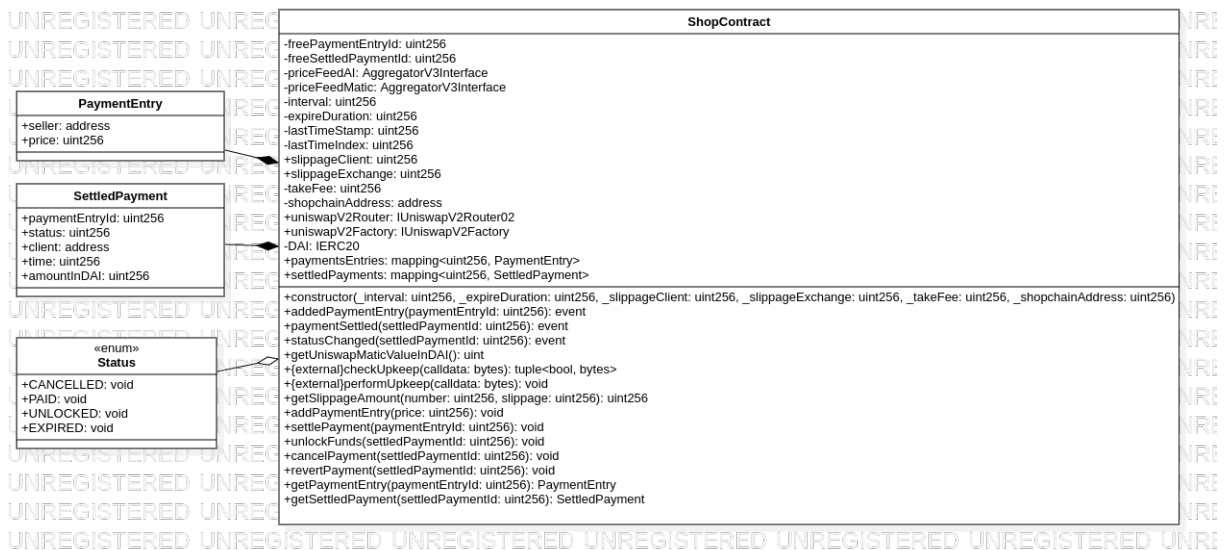 PaymentEntry
+seller: address
+price: uint256
SettledPayment
+paymentEntryId: uint256
+status: uint256
+client: address
+time: uint256
+amountInDAI: uint256
«enum»
Status
+CANCELLED: void
+PAID: void
+UNLOCKED: void
+EXPIRED: void
ShopContract
-freePaymentEntryId: uint256
-freeSettledPaymentId: uint256
-priceFeedAI: AggregatorV3Interface
-priceFeedMatic: AggregatorV3Interface
-interval: uint256
-expireDuration: uint256
-lastTimeStamp: uint256
-lastTimeIndex: uint256
+slippageClient: uint256
+slippageExchange: uint256
-takeFee: uint256
-shopchainAddress: address
+uniswapV2Router: IUniswapV2Router02
+uniswapV2Factory: IUniswapV2Factory
-DAI: IERC20
+paymentsEntries: mapping<uint256, PaymentEntry>
+settledPayments: mapping<uint256, SettledPayment>
+constructor(_interval: uint256, _expireDuration: uint256, _slippageClient: uint256, _slippageExchange: uint256, _takeFee: uint256, _shopchainAddress: uint256)
+addedPaymentEntry(paymentEntryId: uint256): event
+paymentSettled(settledPaymentId: uint256): event
+statusChanged(settledPaymentId: uint256): event
+getUniswapMaticValueInDAI(): uint
+{external}checkUpkeep(calldata: bytes): tuple<bool, bytes>
+{external}performUpkeep(calldata: bytes): void
+getSlippageAmount(number: uint256, slippage: uint256): uint256
+addPaymentEntry(price: uint256): void
+settlePayment(paymentEntryId: uint256): void
+unlockFunds(settledPaymentId: uint256): void
+cancelPayment(settledPaymentId: uint256): void
+revertPayment(settledPaymentId: uint256): void
+getPaymentEntry(paymentEntryId: uint256): PaymentEntry
+getSettledPayment(settledPaymentId: uint256): SettledPayment
UNREGISTERED UNREGISTERED UNREGISTERED UNREGISTERED UNREGISTERED UNREGISTERED